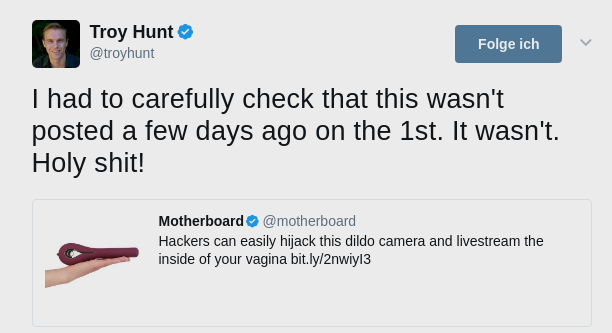 Troy Hunt
@troyhunt
Folge ich
I had to carefully check that this wasn't
posted a few days ago on the 1st. It wasn't.
Holy shit!
Motherboard @motherboard
Hackers can easily hijack this dildo camera and livestream the
inside of your vagina bit.ly/2nwiyI3